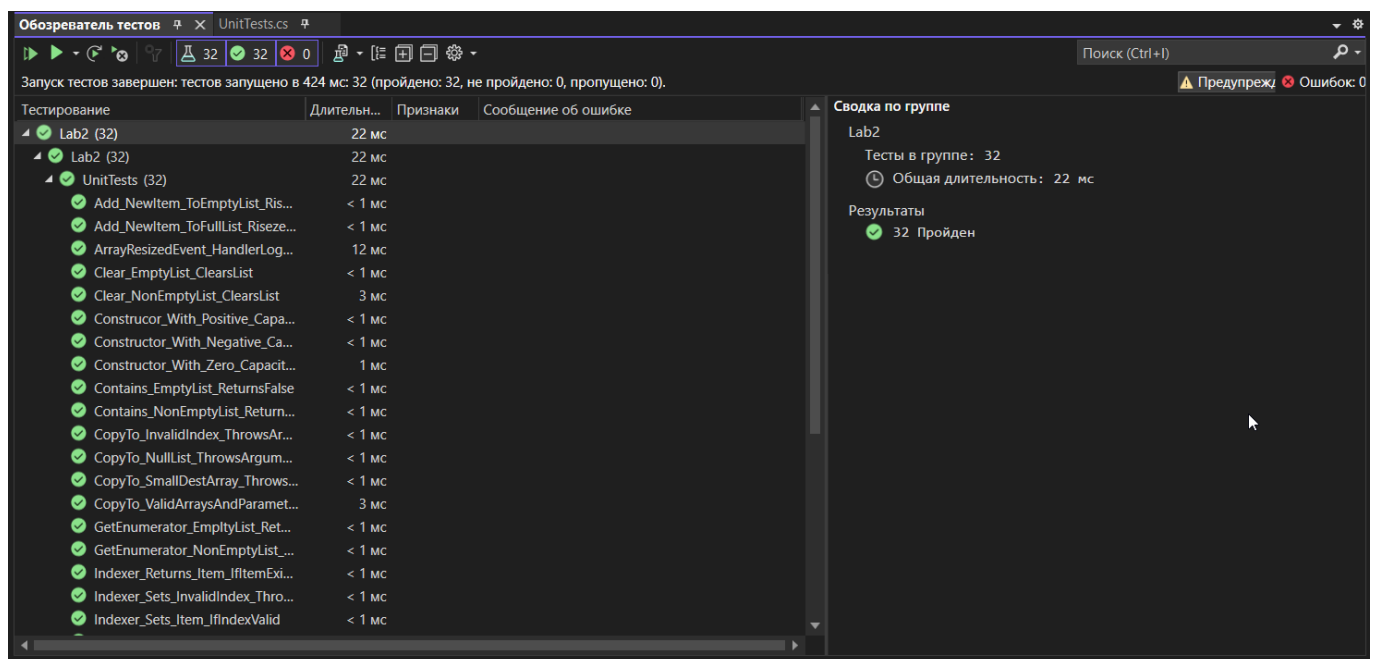 Обозреватель тестов UnitTests.cs
32 32 0 Поиск (Ctrl+I)
Запуск тестов завершен: тестов запущено в 424 мс: 32 (пройдено: 32, не пройдено: 0, пропущено: 0). Предупрежд Ошибок: 0
Тестирование Длительн... Признаки Сообщение об ошибке
Lab2 (32) 22 мс
Lab2 (32) 22 мс
UnitTests (32) 22 мс
Add_NewItem_ToEmptyList_Ris... < 1 мс
Add_NewItem_ToFullList_Riseze... < 1 мс
ArrayResizedEvent_HandlerLog... 12 мс
Clear_EmptyList_ClearsList < 1 мс
Clear_NonEmptyList_ClearsList 3 мс
Construcor_With_Positive_Capa... < 1 мс
Constructor_With_Negative_Ca... < 1 мс
Constructor_With_Zero_Capacit... 1 мс
Contains_EmptyList_ReturnsFalse < 1 мс
Contains_NonEmptyList_Return... < 1 мс
CopyTo_InvalidIndex_ThrowsAr... < 1 мс
CopyTo_NullList_ThrowsArgum... < 1 мс
CopyTo_SmallDestArray_Throws... < 1 мс
CopyTo_ValidArraysAndParamet... 3 мс
GetEnumerator_EmpltyList_Ret... < 1 мс
GetEnumerator_NonEmptyList_... < 1 мс
Indexer_Returns_Item_IfItemExi... < 1 мс
Indexer_Sets_InvalidIndex_Thro... < 1 мс
Indexer_Sets_Item_IfIndexValid < 1 мс
Сводка по группе
Lab2
Тесты в группе: 32
Общая длительность: 22 мс
Результаты
32 Пройден